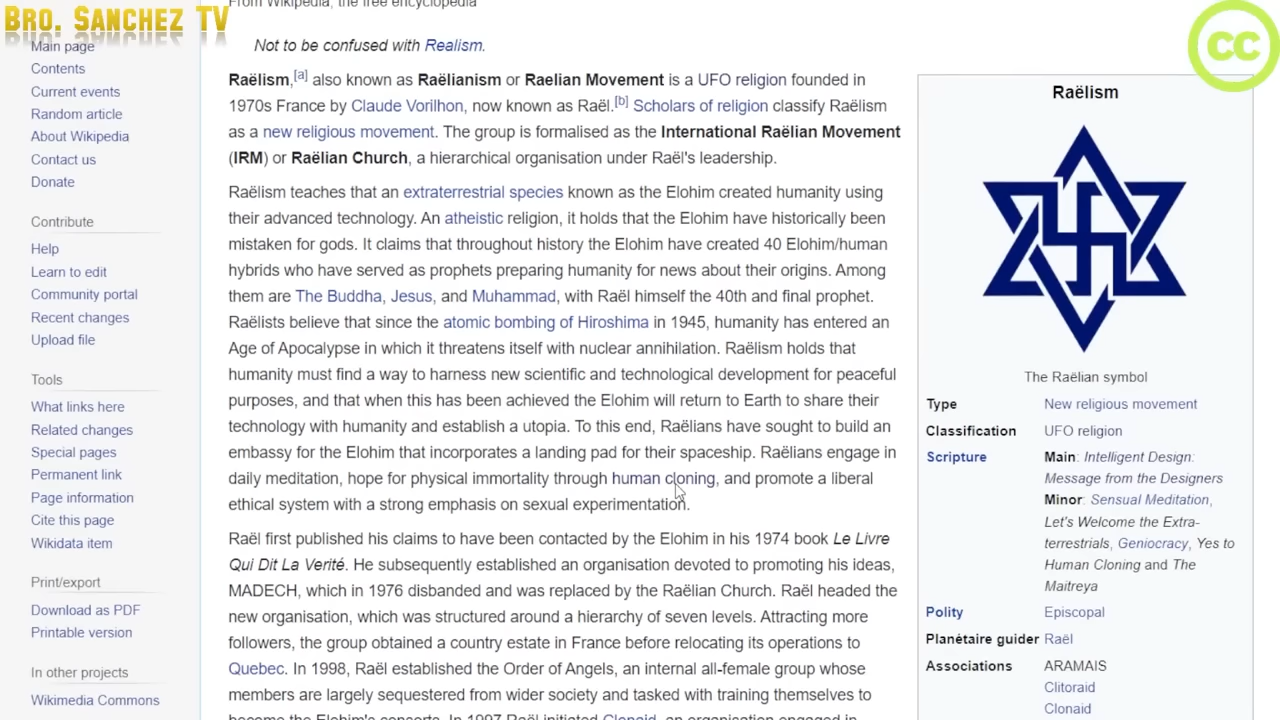 Bro. Sanchez TV
CC
From Wikipedia, the free encyclopedia
Main page
Contents
Current events
Random article
About Wikipedia
Contact us
Donate
Contribute
Help
Learn to edit
Community portal
Recent changes
Upload file
Tools
What links here
Related changes
Special pages
Permanent link
Page information
Cite this page
Wikidata item
Print/export
Download as PDF
Printable version
In other projects
Wikimedia Commons
Not to be confused with Realism.
Raëlism,[a] also known as Raëlianism or Raelian Movement is a UFO religion founded in
1970s France by Claude Vorilhon, now known as Raël.[b] Scholars of religion classify Raëlism
as a new religious movement. The group is formalised as the International Raëlian Movement
(IRM) or Raëlian Church, a hierarchical organisation under Raël's leadership.
Raëlism teaches that an extraterrestrial species known as the Elohim created humanity using
their advanced technology. An atheistic religion, it holds that the Elohim have historically been
mistaken for gods. It claims that throughout history the Elohim have created 40 Elohim/human
hybrids who have served as prophets preparing humanity for news about their origins. Among
them are The Buddha, Jesus, and Muhammad, with Raël himself the 40th and final prophet.
Raëlists believe that since the atomic bombing of Hiroshima in 1945, humanity has entered an
Age of Apocalypse in which it threatens itself with nuclear annihilation. Raëlism holds that
humanity must find a way to harness new scientific and technological development for peaceful
purposes, and that when this has been achieved the Elohim will return to Earth to share their
technology with humanity and establish a utopia. To this end, Raëlians have sought to build an
embassy for the Elohim that incorporates a landing pad for their spaceship. Raëlians engage in
daily meditation, hope for physical immortality through human cloning, and promote a liberal
ethical system with a strong emphasis on sexual experimentation.
Raël first published his claims to have been contacted by the Elohim in his 1974 book Le Livre
Qui Dit La Verité. He subsequently established an organisation devoted to promoting his ideas,
MADECH, which in 1976 disbanded and was replaced by the Raëlian Church. Raël headed the
new organisation, which was structured around a hierarchy of seven levels. Attracting more
followers, the group obtained a country estate in France before relocating its operations to
Quebec. In 1998, Raël established the Order of Angels, an internal all-female group whose
members are largely sequestered from wider society and tasked with training themselves to
become the Elohim's consorts. In 1997 Raël initiated Clonaid, an organisation engaged in
Raëlism
The Raëlian symbol
Type New religious movement
Classification UFO religion
Scripture Main: Intelligent Design:
Message from the Designers
Minor: Sensual Meditation,
Let's Welcome the Extra-
terrestrials, Geniocracy, Yes to
Human Cloning and The
Maitreya
Polity Episcopal
Planétaire guider Raël
Associations ARAMAIS
Clitoraid
Clonaid